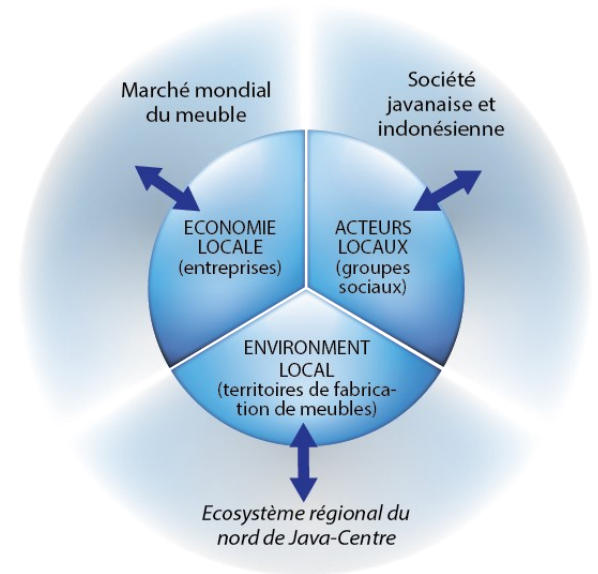 Marché mondial
du meuble
Société
javanaise et
indonésienne
ECONOMIE
LOCALE
(entreprises)
ACTEURS
LOCAUX
(groupes
sociaux)
ENVIRONMENT
LOCAL
(territoires de fabrica-
tion de meubles)
Ecosystème régional du
nord de Java-Centre